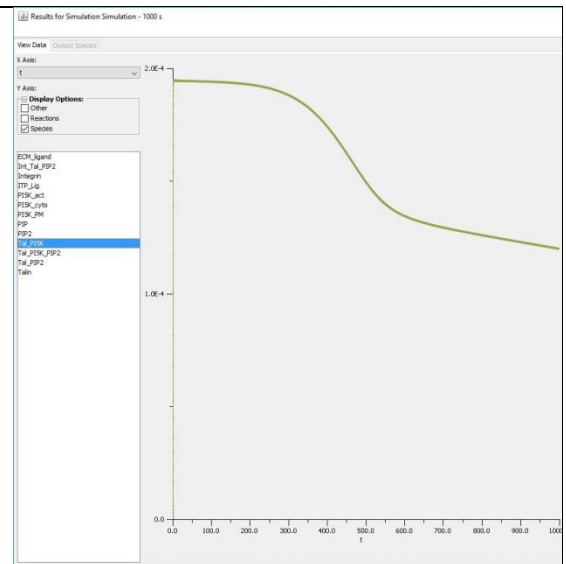 Results for Simulation Simulation - 1000 s
View Data Output Species
X Axis:
t
Y Axis:
Display Options:
Other
Reactions
Species
ECM_ligand
Int_Tal_PIP2
Integrin
ITP_Lig
PI5K_act
PI5K_cyto
PI5K_PM
PIP
PIP2
Tal_PI5K
Tal_PI5K_PIP2
Tal_PIP2
Talin
2.0E-4
1.0E-4
0.0
0.0 100.0 200.0 300.0 400.0 500.0 600.0 700.0 800.0 900.0 1000
t